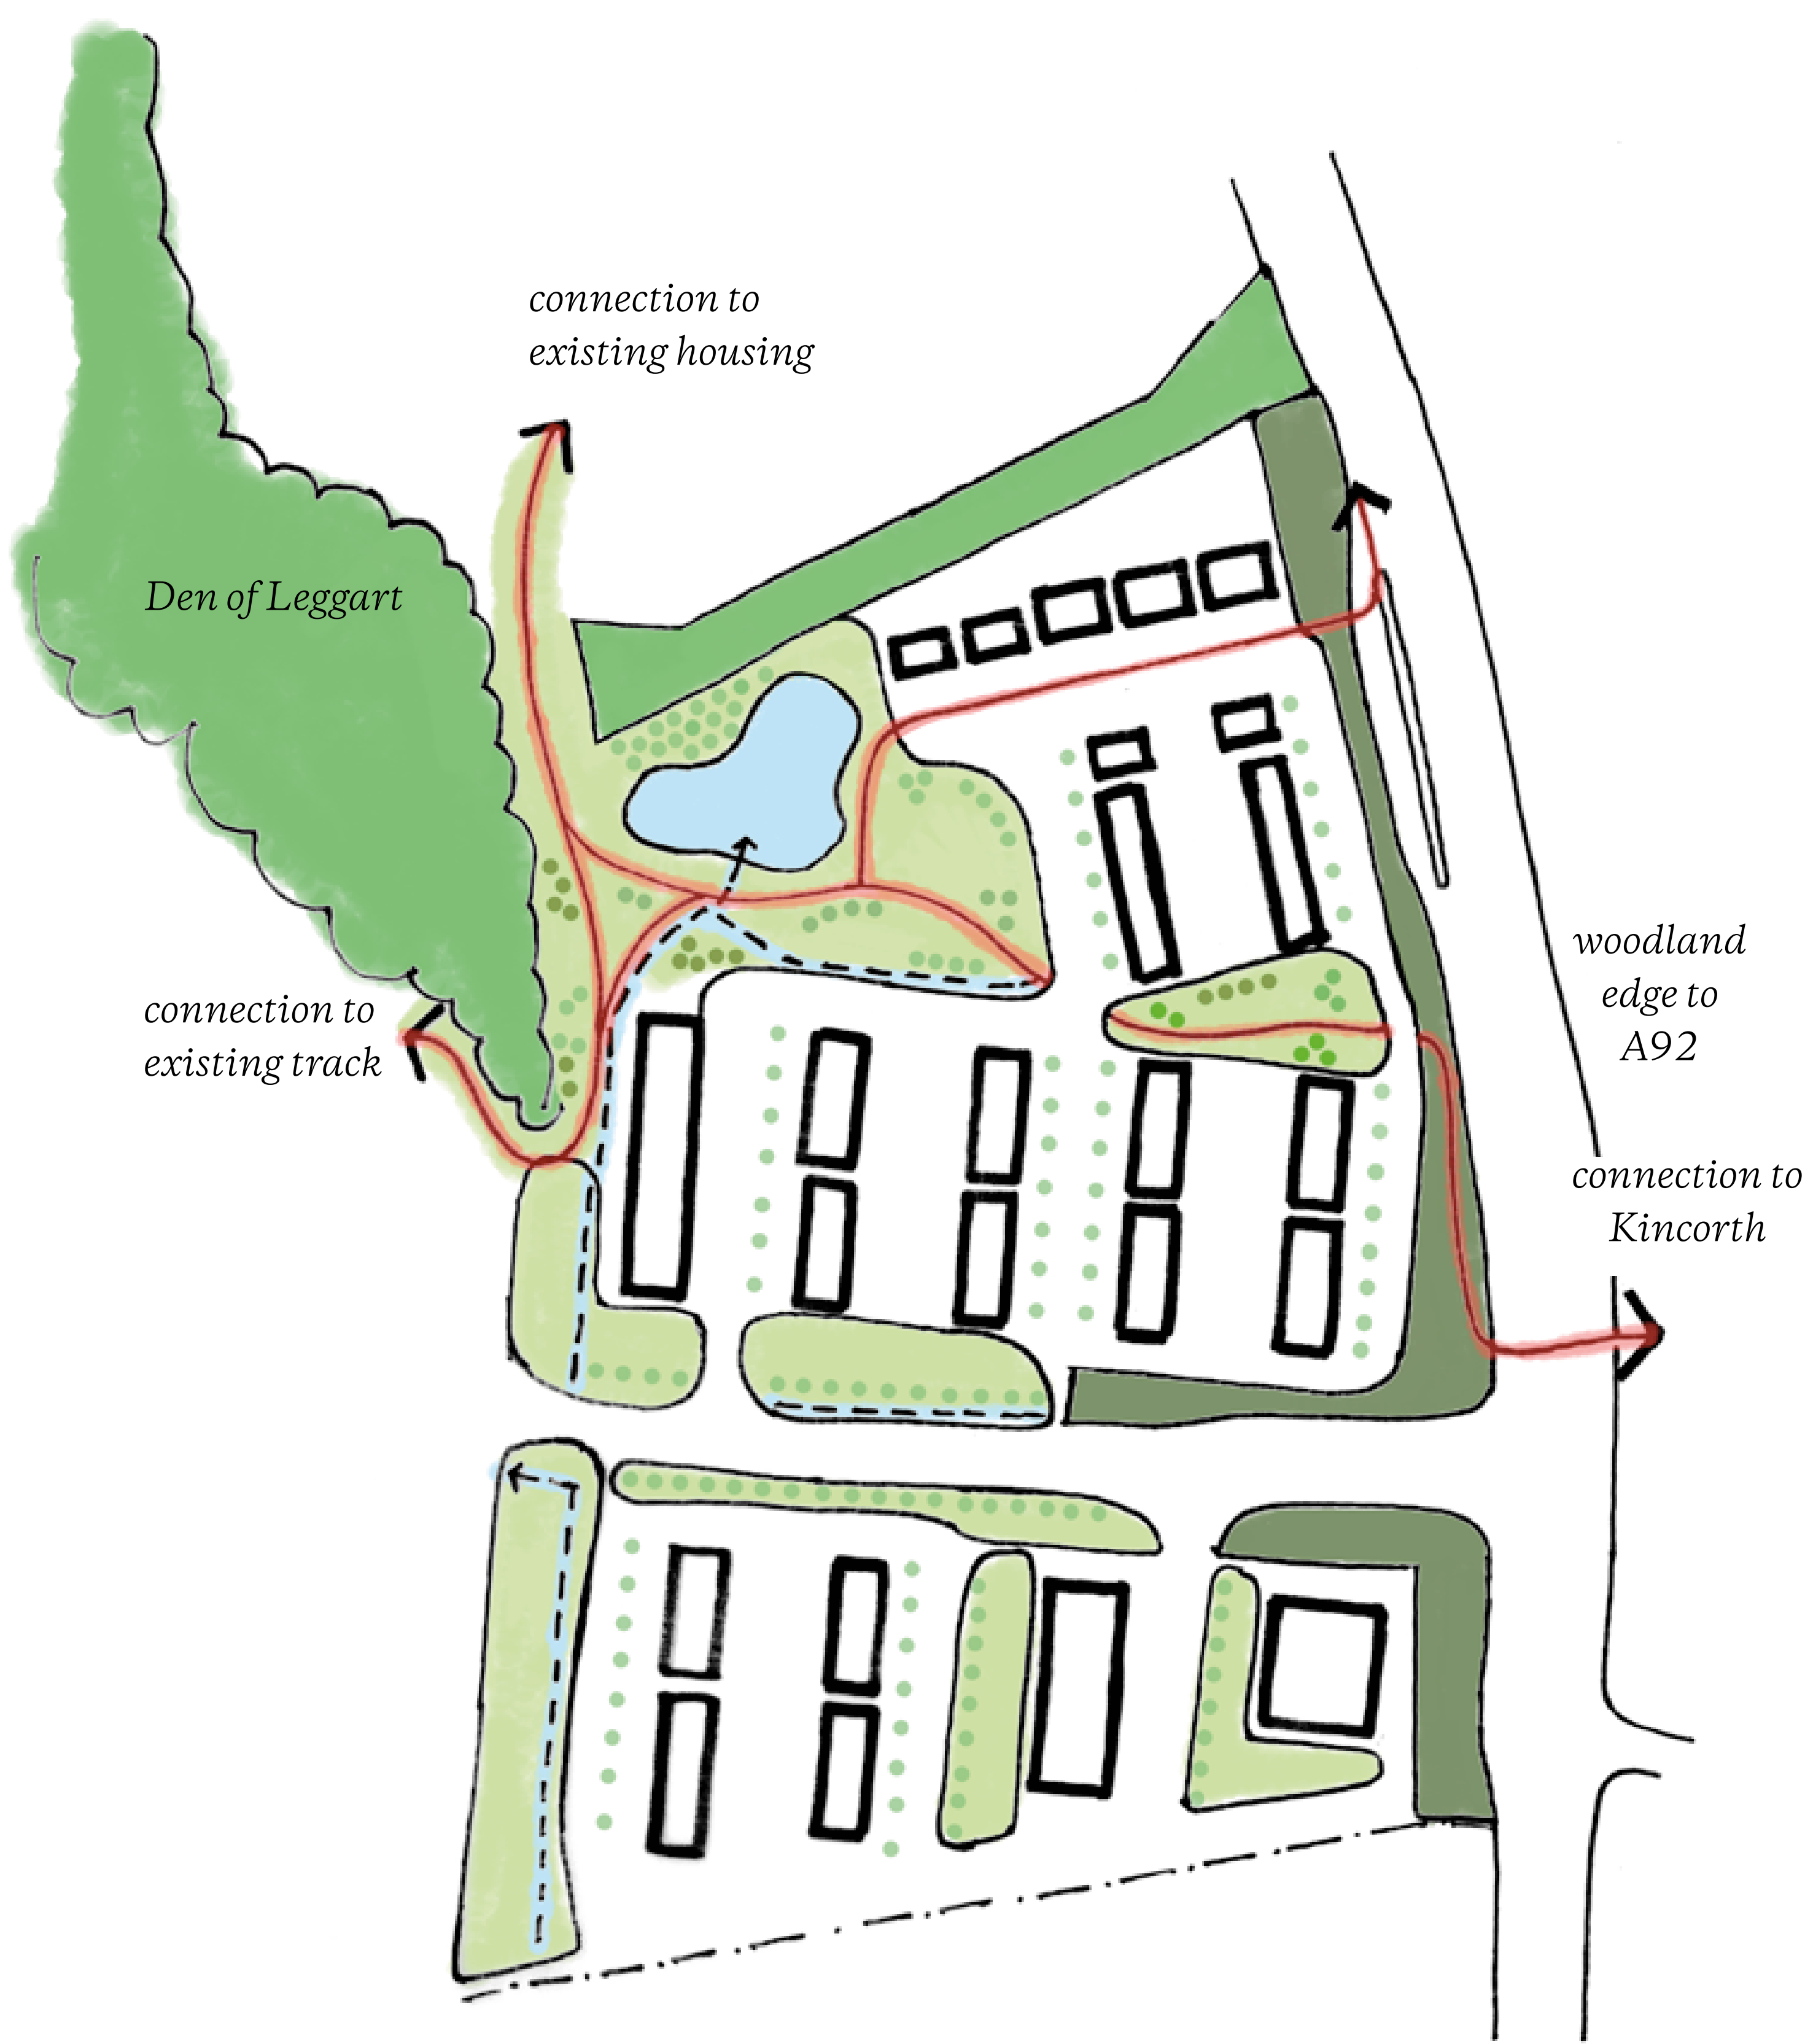 connection to
existing housing
Den of Leggart
woodland
edge to
A92
connection to
existing track
connection to
Kincorth